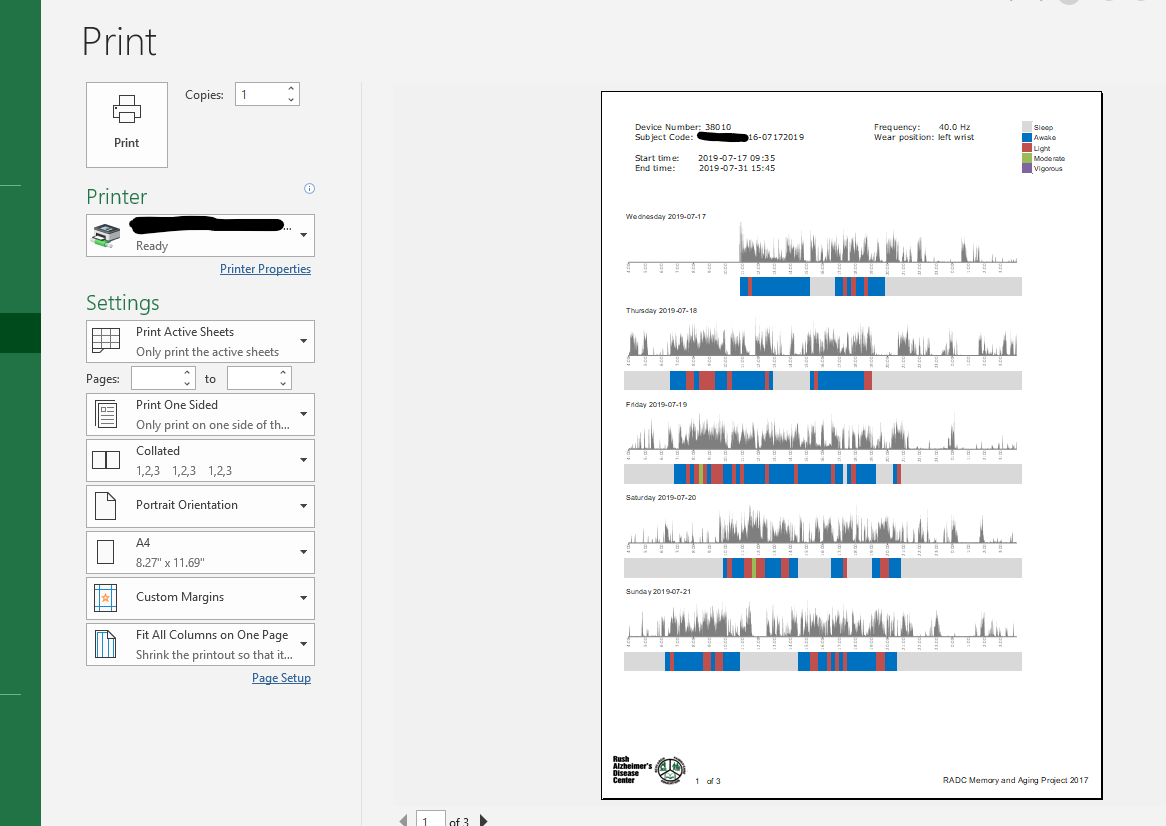 Print
Copies: 1
Print
Printer
...
Ready
Printer Properties
Settings
Print Active Sheets
Only print the active sheets
Pages: to
Print One Sided
Only print on one side of th...
Collated
1,2,3 1,2,3 1,2,3
Portrait Orientation
A4
8.27" x 11.69"
Custom Margins
Fit All Columns on One Page
Shrink the printout so that it...
Page Setup
Device Number: 38010
Subject Code: 16-07172019
Start time: 2019-07-17 09:35
End time: 2019-07-31 15:45
Frequency: 40.0 Hz
Wear position: left wrist
Sleep
Awake
Light
Moderate
Vigorous
Wednesday 2019-07-17
Thursday 2019-07-18
Friday 2019-07-19
Saturday 2019-07-20
Sunday 2019-07-21
Rush
Alzheimer's
Disease
Center
1 of 3
RADC Memory and Aging Project 2017
1 of 3